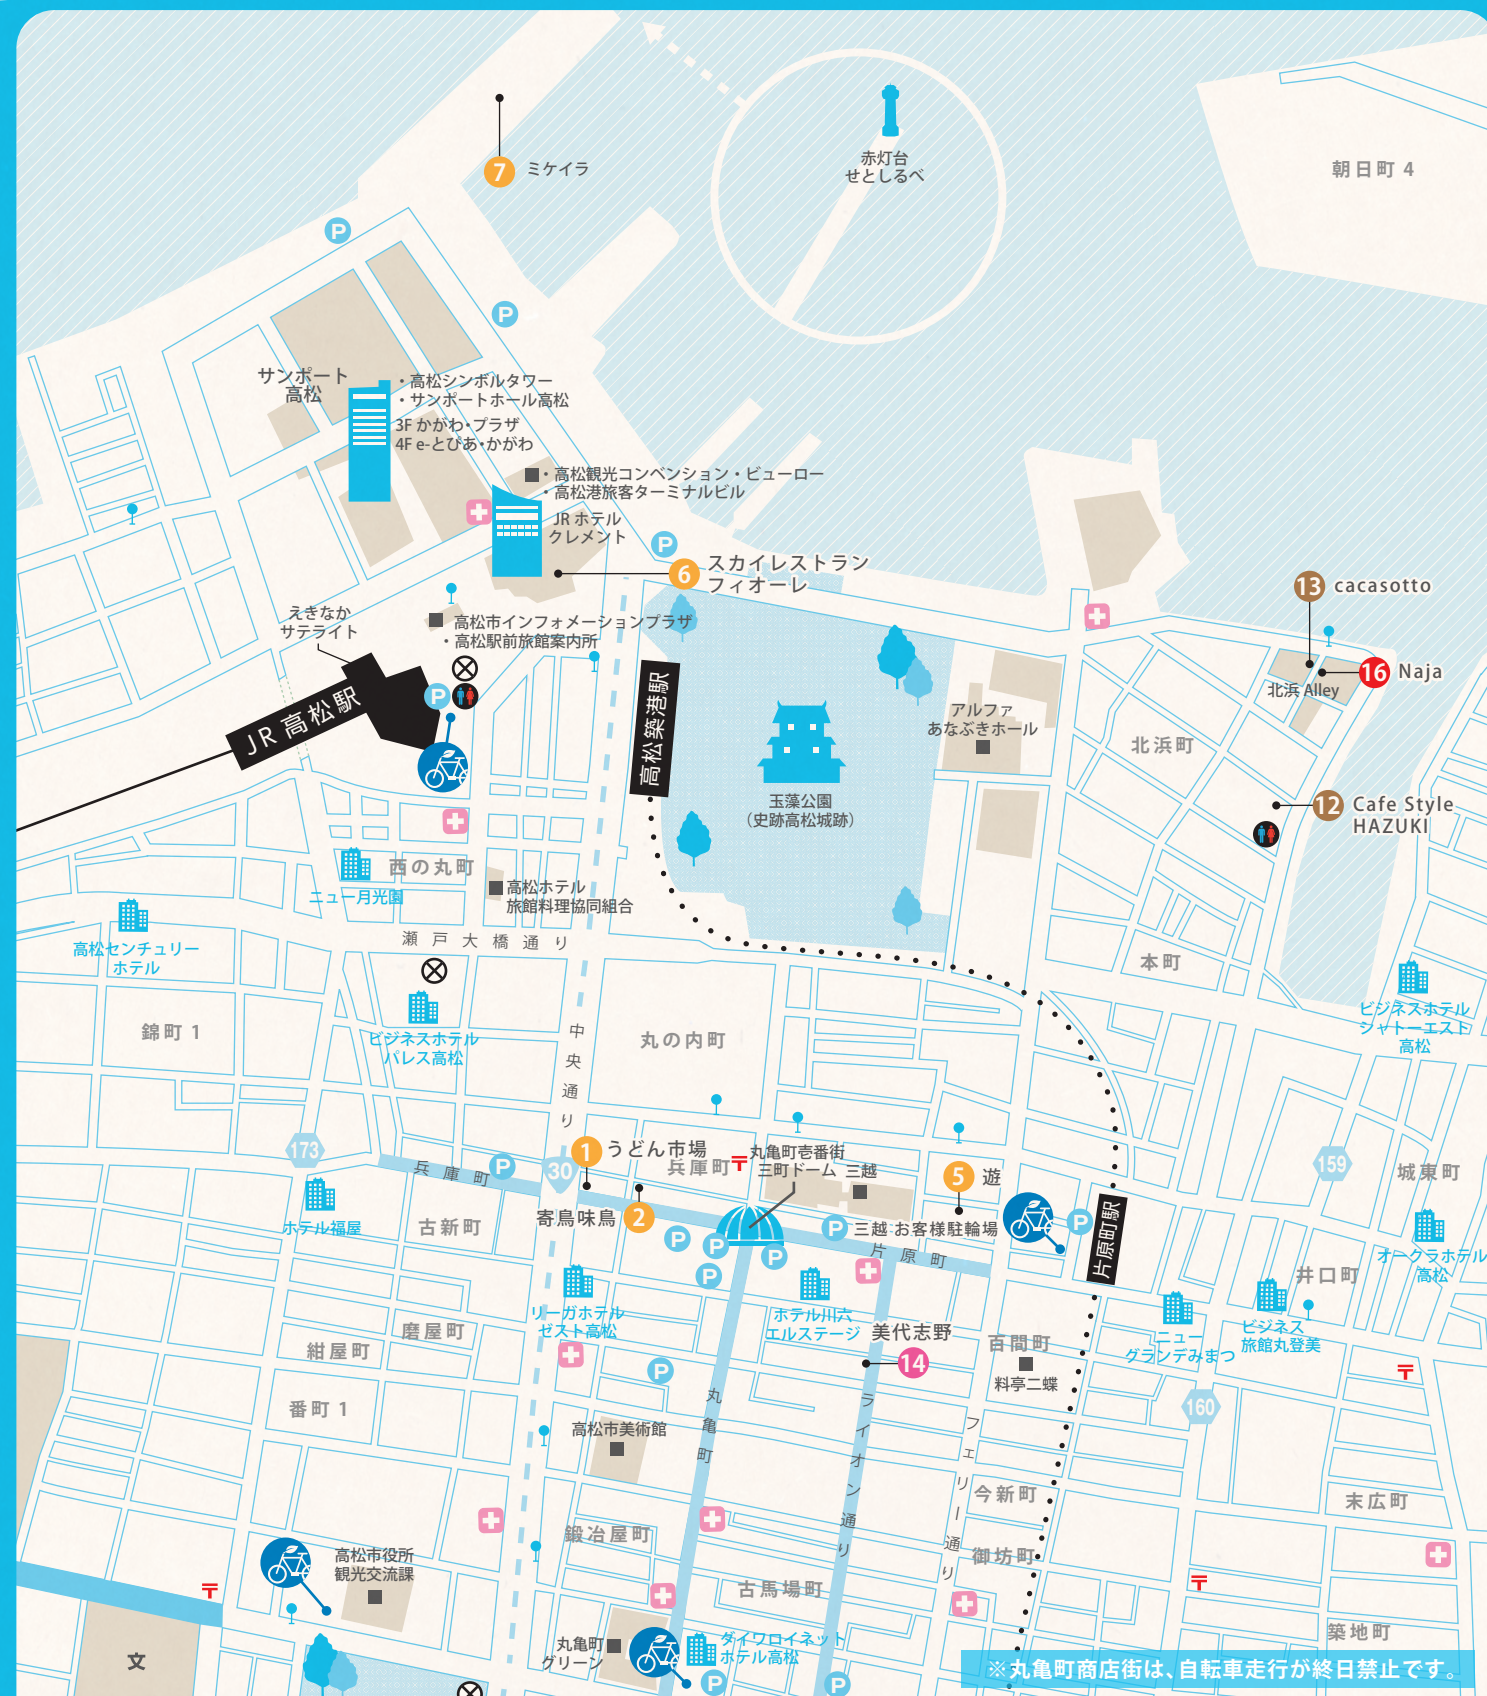 赤灯台
せとしるべ
朝日町 4
7 ミケイラ
P
P
サンポート
高松
・高松シンボルタワー
・サンポートホール高松
3F かがわ・プラザ
4F e-とぴあ・かがわ
・高松観光コンベンション・ビューロー
・高松港旅客ターミナルビル
JR ホテル
クレメント
P
6 スカイレストラン
フィオーレ
13 cacasotto
16 Naja
北浜 Alley
えきなか
サテライト
高松市インフォメーションプラザ
・高松駅前旅館案内所
P
JR 高松駅
高松築港駅
アルファ
あなぶきホール
北浜町
玉藻公園
（史跡高松城跡）
12 Cafe Style
HAZUKI
西の丸町
ニュー月光園
高松ホテル
旅館料理協同組合
高松センチュリー
ホテル
瀬戸大橋通り
本町
ビジネスホテル
シャトーエスト
高松
錦町 1
ビジネスホテル
パレス高松
中央通り
丸の内町
173
兵庫町
P
30
1 うどん市場
兵庫町
〒
丸亀町壱番街
三町ドーム
三越
5 遊
159
城東町
ホテル福屋
古新町
寄鳥味鳥 2
P
P
P
P
P
三越 お客様駐輪場
片原町
P
片原町駅
オークラホテル
高松
井口町
リーガホテル
ゼスト高松
ホテル川六
エルステージ
美代志野
14
百間町
料亭二蝶
ニュー
グランデみまつ
ビジネス
旅館丸登美
磨屋町
紺屋町
番町 1
P
〒
160
丸亀町
ライオン通り
フェリー通り
高松市美術館
今新町
末広町
鍛冶屋町
御坊町
高松市役所
観光交流課
〒
古馬場町
〒
築地町
文
丸亀町
グリーン
ダイワロイネット
ホテル高松
P
P
※丸亀町商店街は、自転車走行が終日禁止です。